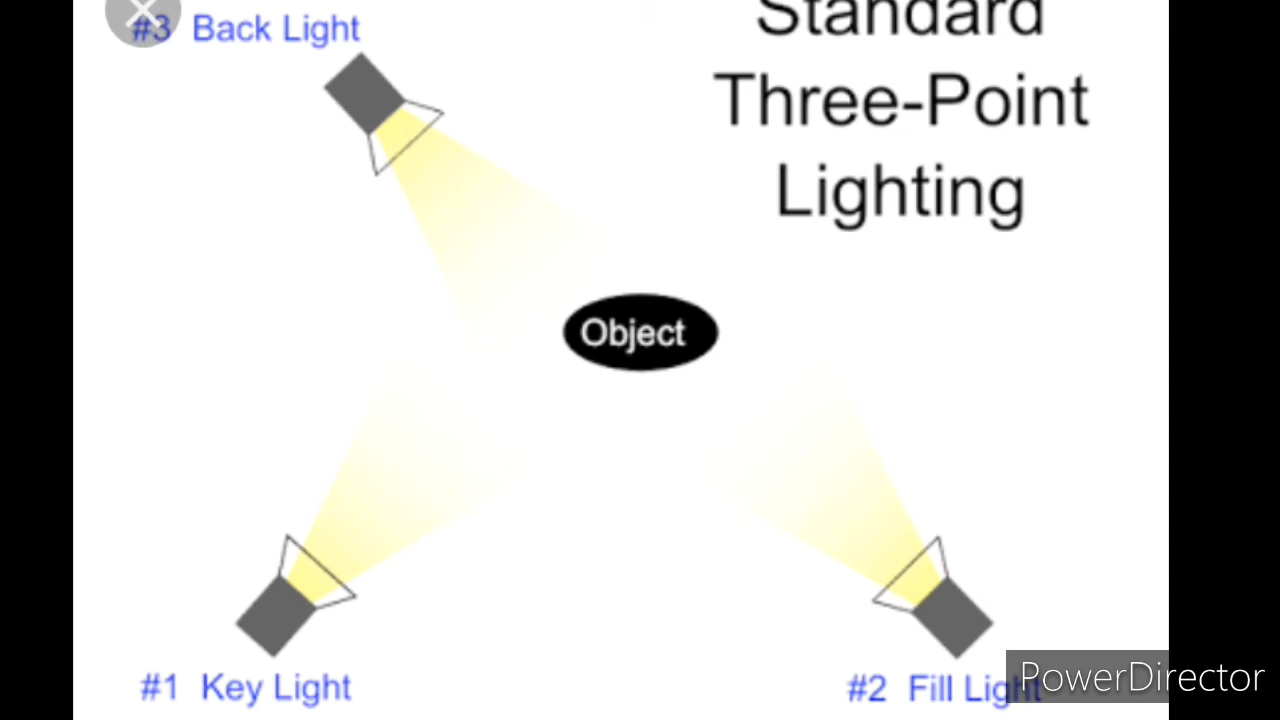 #3 Back Light
Standard
Three-Point
Lighting
Object
#1 Key Light
#2 Fill Light
PowerDirector